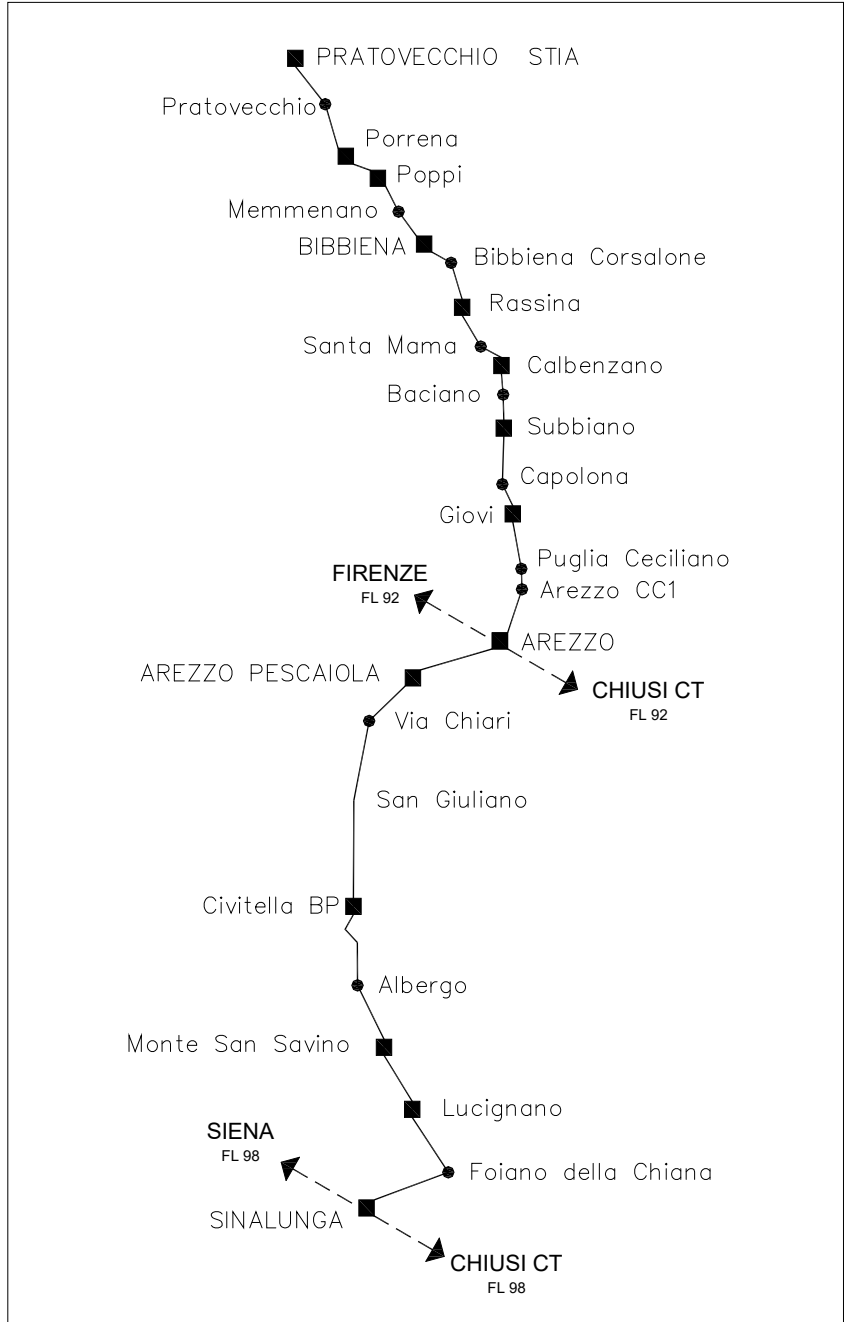 PRATOVECCHIO STIA
Pratovecchio
Porrena
Poppi
Memmenano
BIBBIENA
Bibbiena Corsalone
Rassina
Santa Mama
Calbenzano
Baciano
Subbiano
Capolona
Giovi
Puglia Ceciliano
FIRENZE
FL 92
Arezzo CC1
AREZZO
AREZZO PESCAIOLA
CHIUSI CT
FL 92
Via Chiari
San Giuliano
Civitella BP
Albergo
Monte San Savino
Lucignano
SIENA
FL 98
Foiano della Chiana
SINALUNGA
CHIUSI CT
FL 98